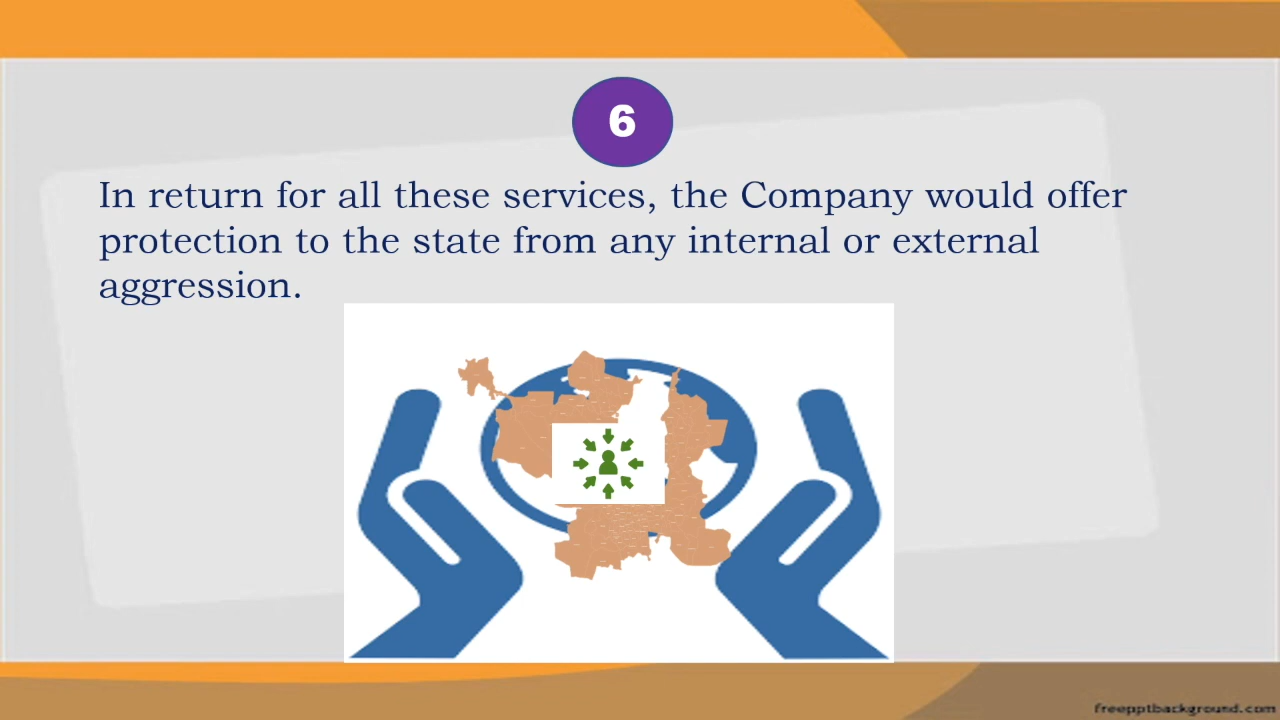 6
In return for all these services, the Company would offer
protection to the state from any internal or external
aggression.
freepptbackground.com